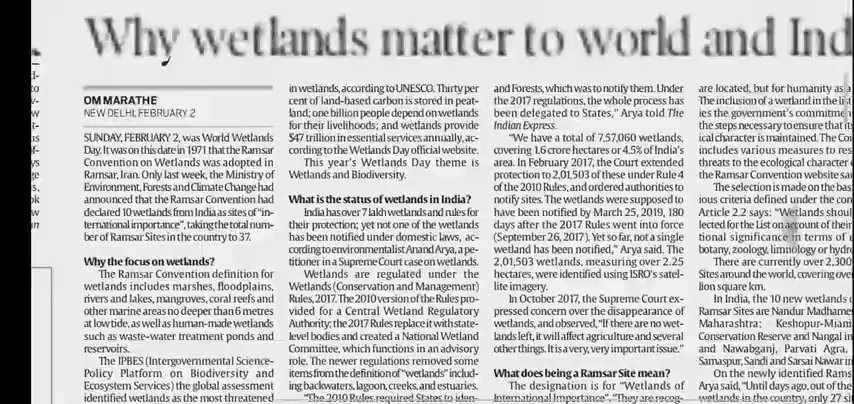 Why wetlands matter to world and Ind
OM MARATHE
NEW DELHI, FEBRUARY 2
SUNDAY, FEBRUARY 2, was World Wetlands
Day. It was on this date in 1971 that the Ramsar
Convention on Wetlands was adopted in
Ramsar, Iran. Only last week, the Ministry of
Environment, Forests and Climate Change had
announced that the Ramsar Convention had
declared 10 wetlands from India as sites of "in-
ternational importance", taking the total num-
ber of Ramsar Sites in the country to 37.
Why the focus on wetlands?
The Ramsar Convention definition for
wetlands includes marshes, floodplains,
rivers and lakes, mangroves, coral reefs and
other marine areas no deeper than 6 metres
at low tide, as well as human-made wetlands
such as waste-water treatment ponds and
reservoirs.
The IPBES (Intergovernmental Science-
Policy Platform on Biodiversity and
Ecosystem Services) the global assessment
identified wetlands as the most threatened
in wetlands, according to UNESCO. Thirty per
cent of land-based carbon is stored in peat-
land; one billion people depend on wetlands
for their livelihoods; and wetlands provide
$47 trillion in essential services annually, ac-
cording to the Wetlands Day official website.
This year's Wetlands Day theme is
Wetlands and Biodiversity.
What is the status of wetlands in India?
India has over 7 lakh wetlands and rules for
their protection; yet not one of the wetlands
has been notified under domestic laws, ac-
cording to environmentalist Anand Arya, a pe-
titioner in a Supreme Court case on wetlands.
Wetlands are regulated under the
Wetlands (Conservation and Management)
Rules, 2017. The 2010 version of the Rules pro-
vided for a Central Wetland Regulatory
Authority; the 2017 Rules replace it with state-
level bodies and created a National Wetland
Committee, which functions in an advisory
role. The newer regulations removed some
items from the definition of "wetlands" includ-
ing backwaters, lagoon, creeks, and estuaries.
"The 2010 Rules required States to iden-
and Forests, which was to notify them. Under
the 2017 regulations, the whole process has
been delegated to States," Arya told The
Indian Express.
"We have a total of 7,57,060 wetlands,
covering 1.6 crore hectares or 4.5% of India's
area. In February 2017, the Court extended
protection to 2,01,503 of these under Rule 4
of the 2010 Rules, and ordered authorities to
notify sites. The wetlands were supposed to
have been notified by March 25, 2019, 180
days after the 2017 Rules went into force
(September 26, 2017). Yet so far, not a single
wetland has been notified," Arya said. The
2,01,503 wetlands, measuring over 2.25
hectares, were identified using ISRO's satel-
lite imagery.
In October 2017, the Supreme Court ex-
pressed concern over the disappearance of
wetlands, and observed, "If there are no wet-
lands left, it will affect agriculture and several
other things. It is a very, very important issue."
What does being a Ramsar Site mean?
The designation is for "Wetlands of
International Importance". "They are recog-
are located, but for humanity as a
The inclusion of a wetland in the list
ies the government's commitmen
the steps necessary to ensure that its
ical character is maintained. The Con
includes various measures to res
threats to the ecological character
the Ramsar Convention website sa
The selection is made on the bas
ious criteria defined under the con
Article 2.2 says: "Wetlands shoul
lected for the List on account of their
tional significance in terms of
botany, zoology, limnology or hydro
There are currently over 2,300
Sites around the world, covering over
lion square km.
In India, the 10 new wetlands
Ramsar Sites are Nandur Madhame
Maharashtra; Keshopur-Miani
Conservation Reserve and Nangal in
and Nawabganj, Parvati Agra,
Samaspur, Sandi and Sarsai Nawar in
On the newly identified Rams
Arya said, "Until days ago, out of the
wetlands in the country, only 27 sit